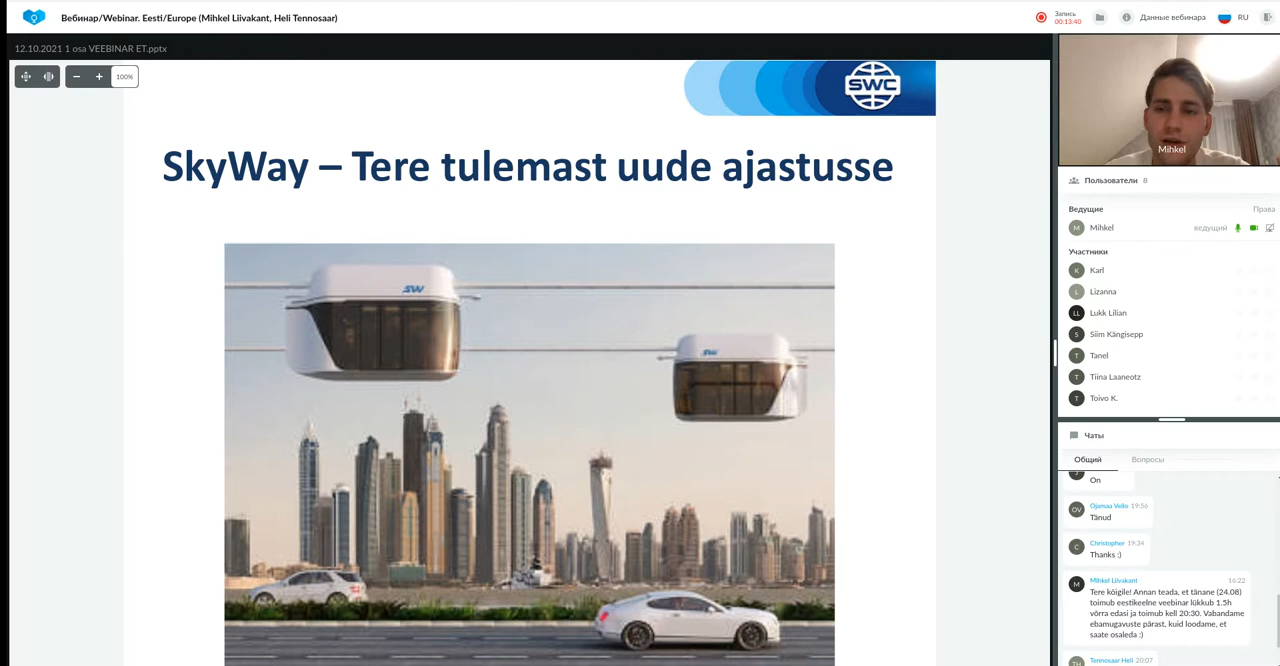 Вебинар/Webinar. Eesti/Europe (Mihkel Liivakant, Heli Tennosaar)
Запись
00:13:40
Данные вебинара
RU
12.10.2021 1 osa VEEBINAR ET.pptx
100%
SWC
SkyWay – Tere tulemast uude ajastusse
SW
SW
Mihkel
Пользователи 8
Ведущие
Права
M
Mihkel
ведущий
Участники
K
Karl
L
Lizanna
LL
Lukk Lilian
S
Siim Kängisepp
T
Tanel
T
Tiina Laaneotz
T
Toivo K.
Чаты
Общий
Вопросы
On
OV
Ojamaa Vello 19:56
Tänud
C
Christopher 19:34
Thanks :)
M
Mihkel Liivakant 16:22
Tere kõigile! Annan teada, et tänane (24.08)
toimub eestikeelne veebinar lükkub 1.5h
võrra edasi ja toimub kell 20:30. Vabandame
ebamugavuste pärast, kuid loodame, et
saate osaleda :)
TH
Tennosaar Heli 20:07